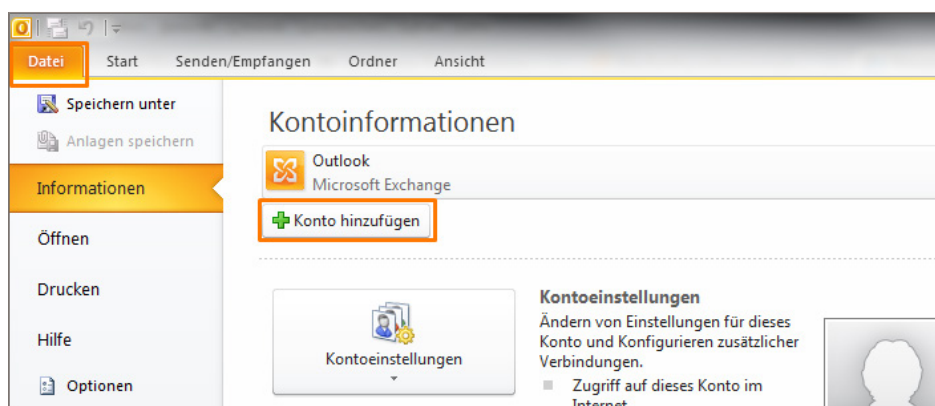 Datei Start Senden/Empfangen Ordner Ansicht
Speichern unter
Anlagen speichern
Informationen
Öffnen
Drucken
Hilfe
Optionen
Kontoinformationen
Outlook
Microsoft Exchange
Konto hinzufügen
Kontoeinstellungen
Kontoeinstellungen
Ändern von Einstellungen für dieses
Konto und Konfigurieren zusätzlicher
Verbindungen.
Zugriff auf dieses Konto im
Internet